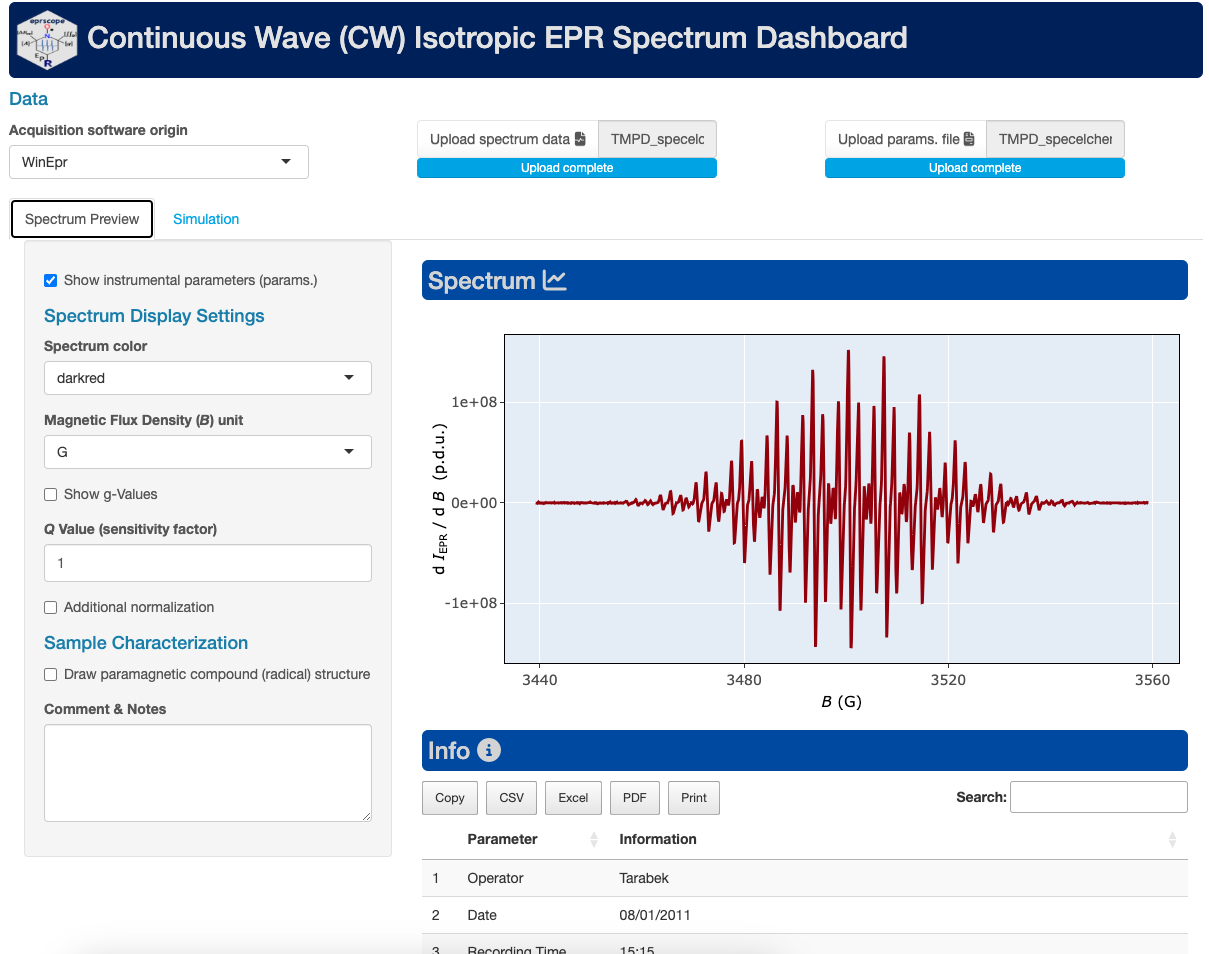 eprscope
EPR
Continuous Wave (CW) Isotropic EPR Spectrum Dashboard
Data
Acquisition software origin
WinEpr
Upload spectrum data
TMPD_specelc
Upload complete
Upload params. file
TMPD_specelcher
Upload complete
Spectrum Preview
Simulation
Show instrumental parameters (params.)
Spectrum Display Settings
Spectrum color
darkred
Magnetic Flux Density (B) unit
G
Show g-Values
Q Value (sensitivity factor)
1
Additional normalization
Sample Characterization
Draw paramagnetic compound (radical) structure
Comment & Notes
Spectrum
d I EPR / d B (p.d.u.)
1e+08
0e+00
-1e+08
3440 3480 3520 3560
B (G)
Info
Copy CSV Excel PDF Print
Search:
Parameter Information
1 Operator Tarabek
2 Date 08/01/2011
3 Recording Time 15:15